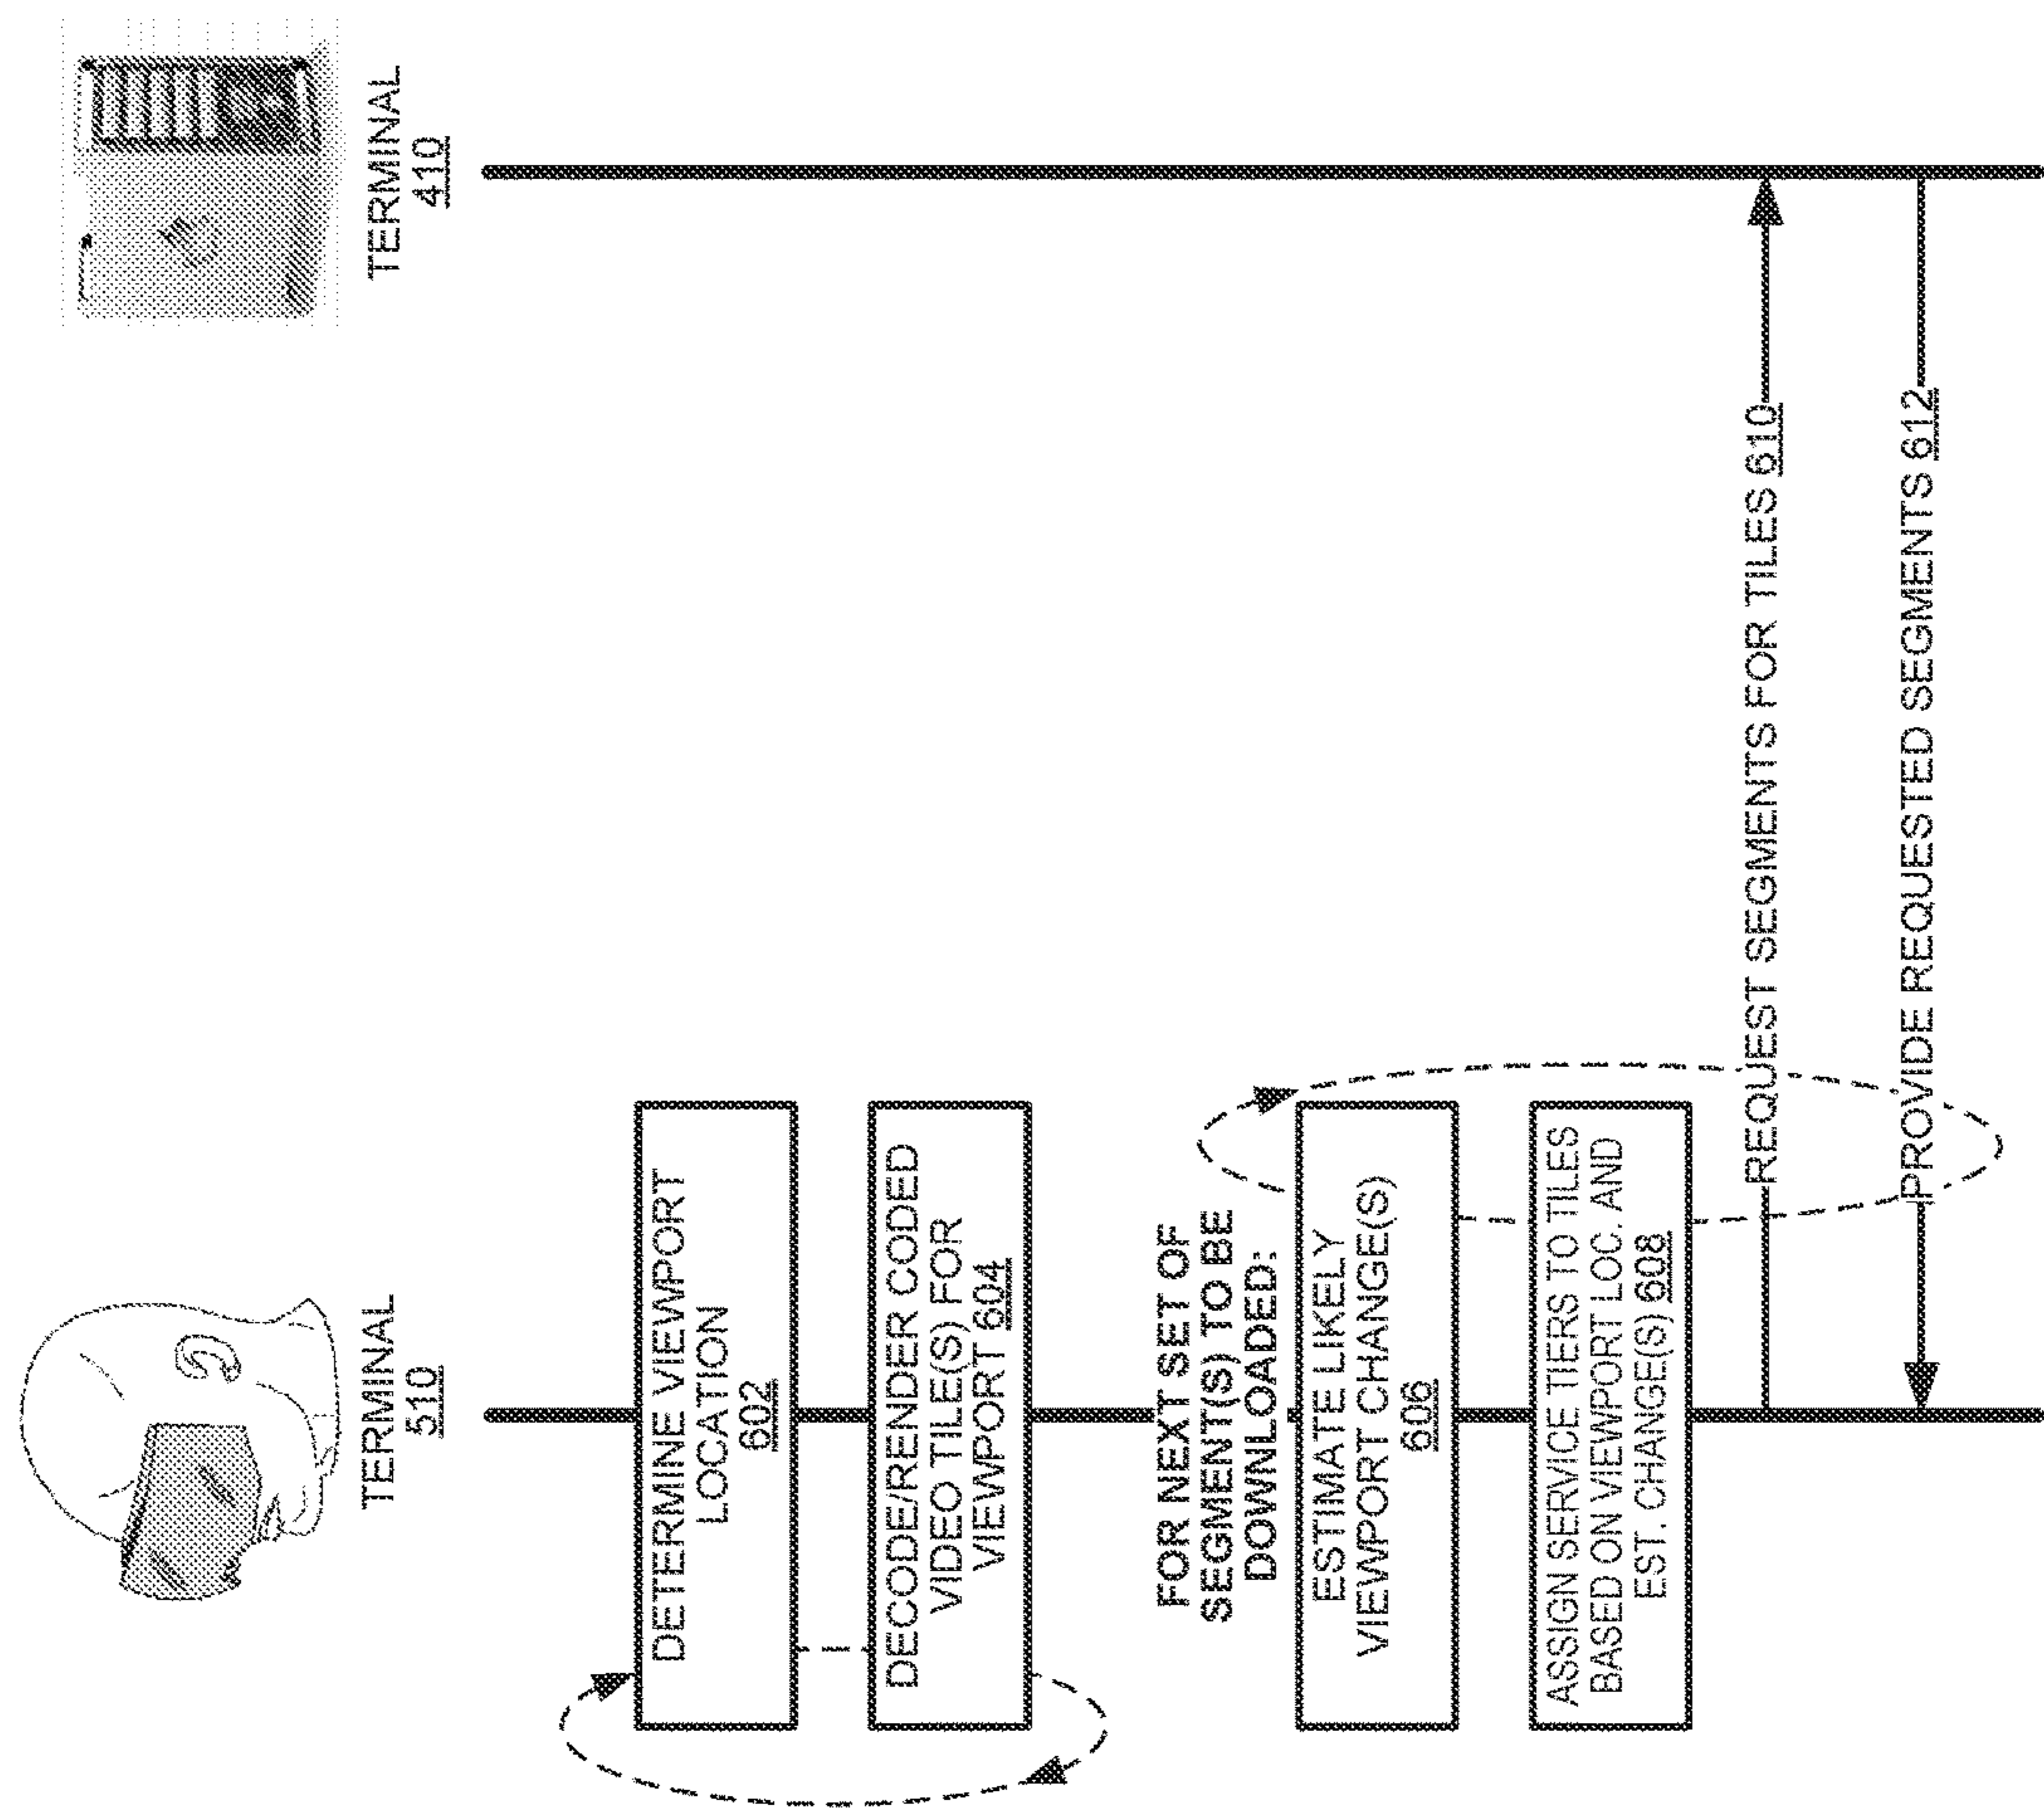 TERMINAL
510
TERMINAL
410
DETERMINE VIEWPORT
LOCATION
602
DECODE/RENDER CODED
VIDEO TILE(S) FOR
VIEWPORT 604
FOR NEXT SET OF
SEGMENT(S) TO BE
DOWNLOADED:
ESTIMATE LIKELY
VIEWPORT CHANGE(S)
606
ASSIGN SERVICE TIERS TO TILES
BASED ON VIEWPORT LOC. AND
EST. CHANGE(S) 608
REQUEST SEGMENTS FOR TILES 610
PROVIDE REQUESTED SEGMENTS 612